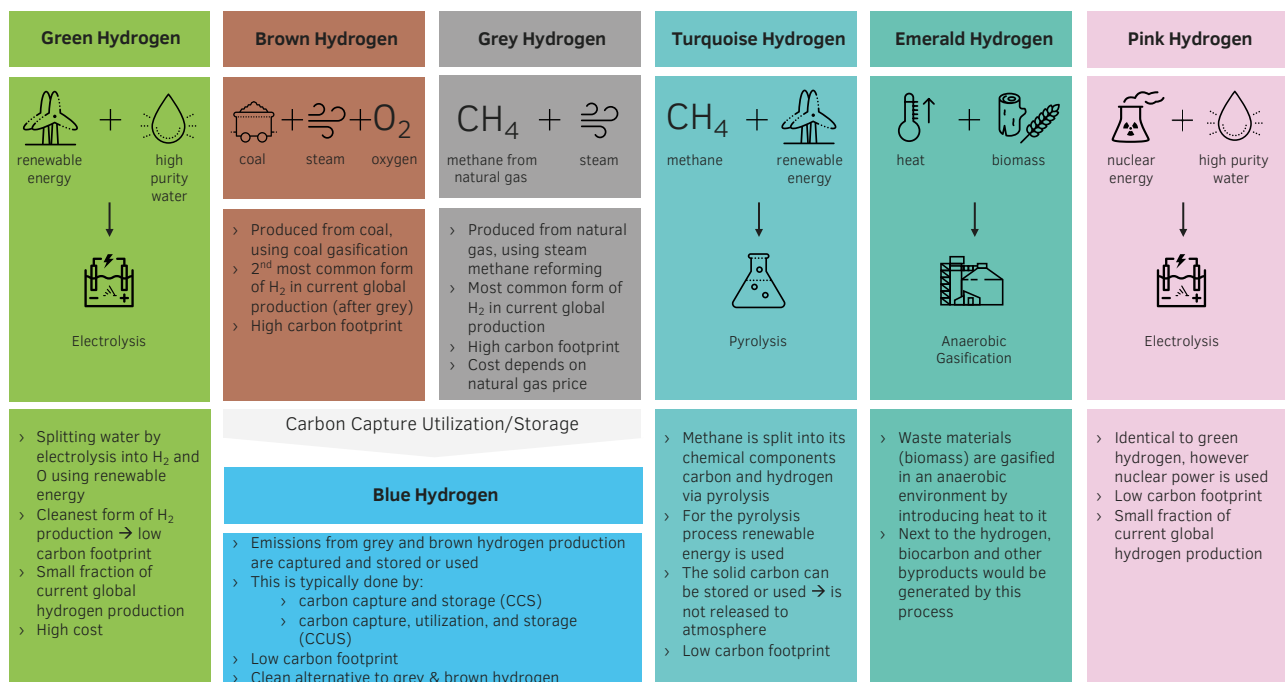 Green Hydrogen
renewable
energy
+
high
purity
water
Electrolysis
› Splitting water by
electrolysis into H₂ and
O using renewable
energy
› Cleanest form of H₂
production → low
carbon footprint
› Small fraction of
current global
hydrogen production
› High cost
Brown Hydrogen
coal
+
steam
+
O₂
oxygen
› Produced from coal,
using coal gasification
› 2nd most common form
of H₂ in current global
production (after grey)
› High carbon footprint
Grey Hydrogen
CH₄
methane from
natural gas
+
steam
› Produced from natural
gas, using steam
methane reforming
› Most common form of
H₂ in current global
production
› High carbon footprint
› Cost depends on
natural gas price
Carbon Capture Utilization/Storage
Blue Hydrogen
› Emissions from grey and brown hydrogen production
are captured and stored or used
› This is typically done by:
› carbon capture and storage (CCS)
› carbon capture, utilization, and storage
(CCUS)
› Low carbon footprint
› Clean alternative to grey & brown hydrogen
Turquoise Hydrogen
CH₄
methane
+
renewable
energy
Pyrolysis
› Methane is split into its
chemical components
carbon and hydrogen
via pyrolysis
› For the pyrolysis
process renewable
energy is used
› The solid carbon can
be stored or used → is
not released to
atmosphere
› Low carbon footprint
Emerald Hydrogen
heat
+
biomass
Anaerobic
Gasification
› Waste materials
(biomass) are gasified
in an anaerobic
environment by
introducing heat to it
› Next to the hydrogen,
biocarbon and other
byproducts would be
generated by this
process
Pink Hydrogen
nuclear
energy
+
high purity
water
Electrolysis
› Identical to green
hydrogen, however
nuclear power is used
› Low carbon footprint
› Small fraction of
current global
hydrogen production